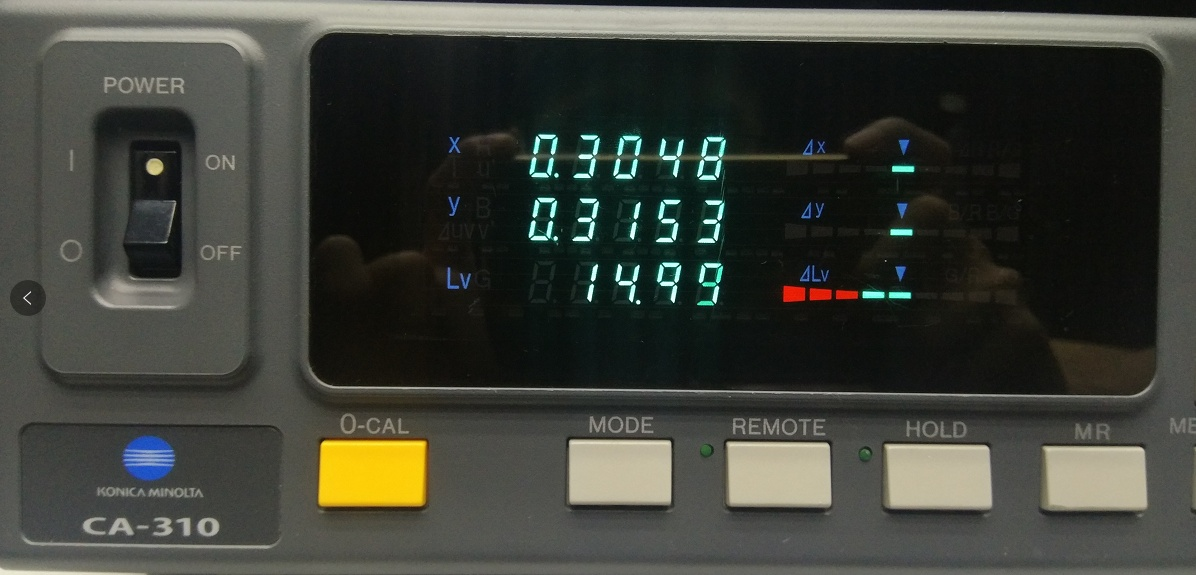 POWER
I ON
O OFF
x 0.3048 Δx
y 0.3153 Δy
Lv 14.99 ΔLv
0-CAL MODE REMOTE HOLD MR
KONICA MINOLTA
CA-310